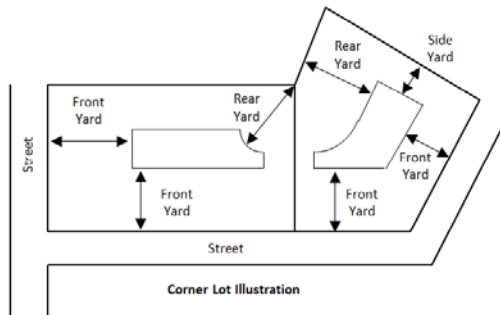 Rear
Yard
Side
Yard
Front
Yard
Rear
Yard
Street
Front
Yard
Front
Yard
Front
Yard
Street
Corner Lot Illustration